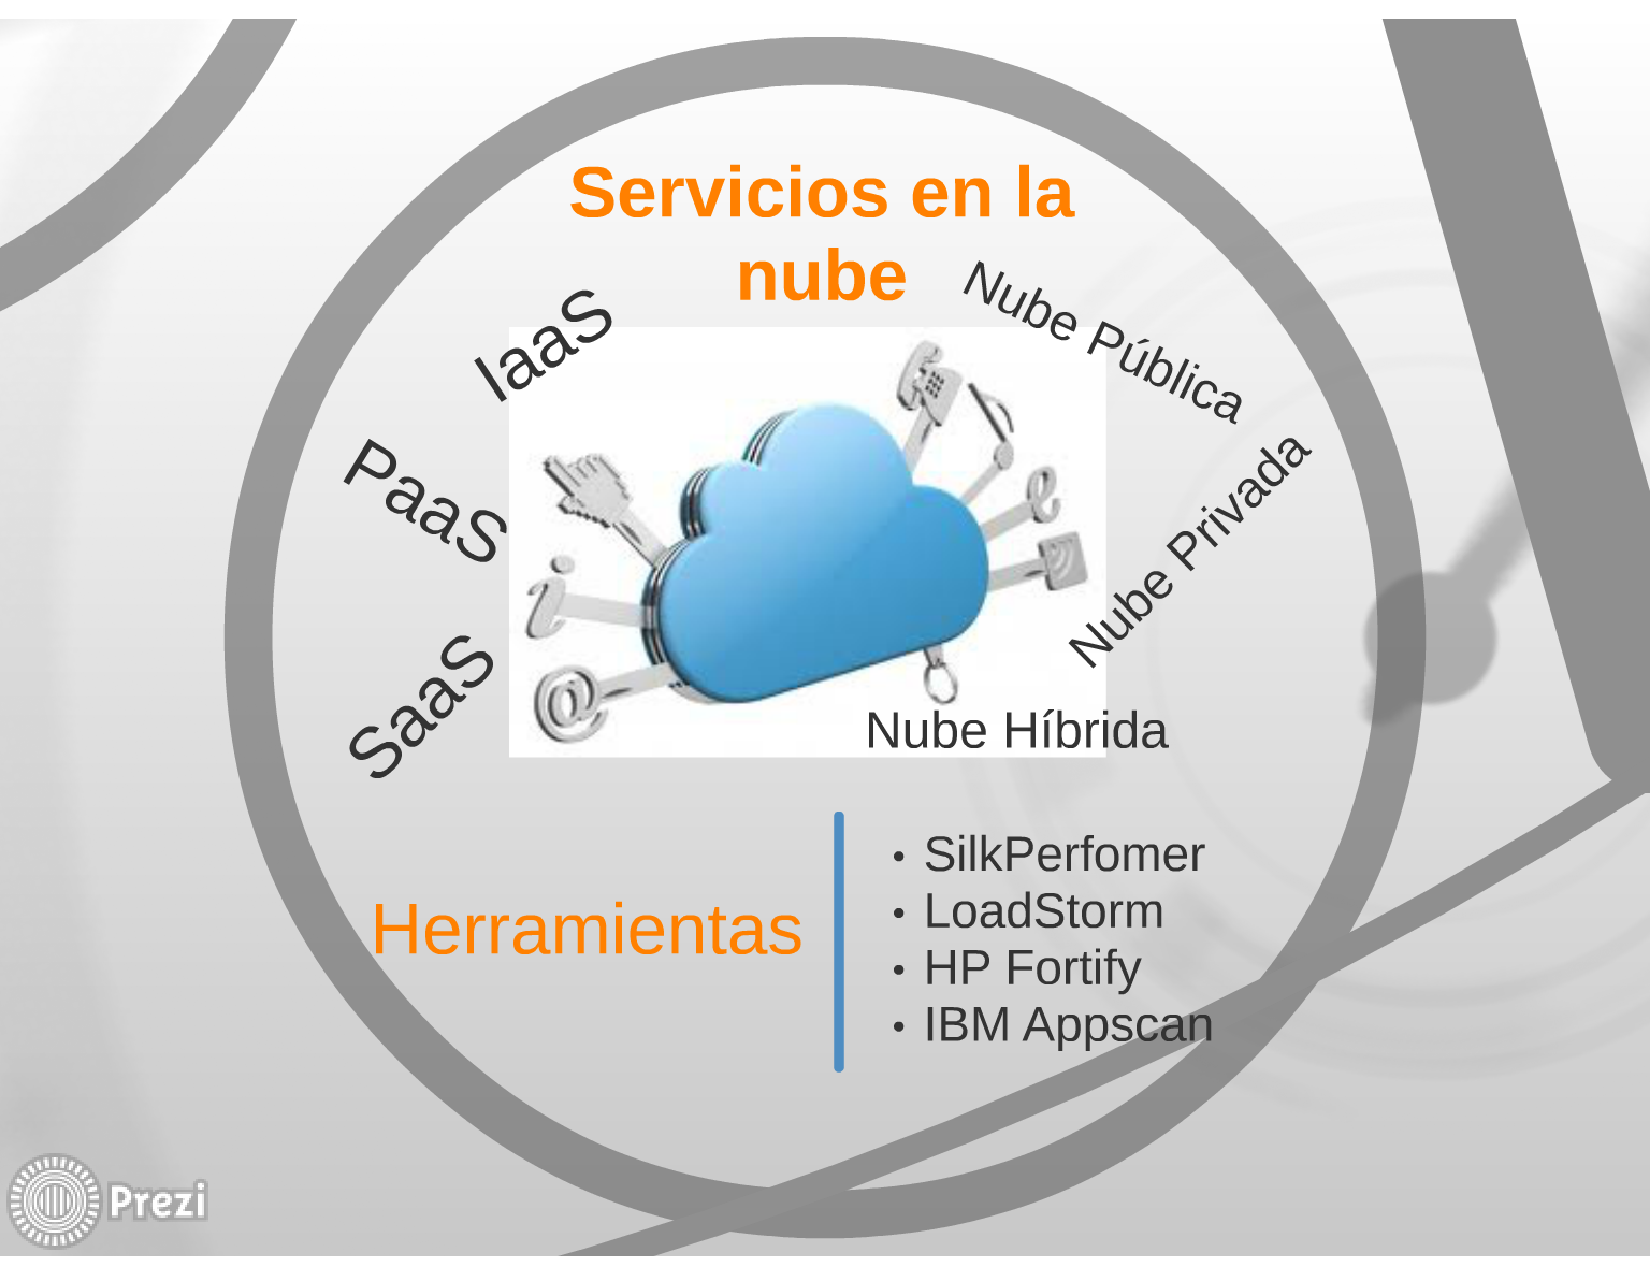 Servicios en la
nube
IaaS
Nube Pública
PaaS
Nube Privada
SaaS
Nube Híbrida
Herramientas
• SilkPerfomer
• LoadStorm
• HP Fortify
• IBM Appscan
Prezi